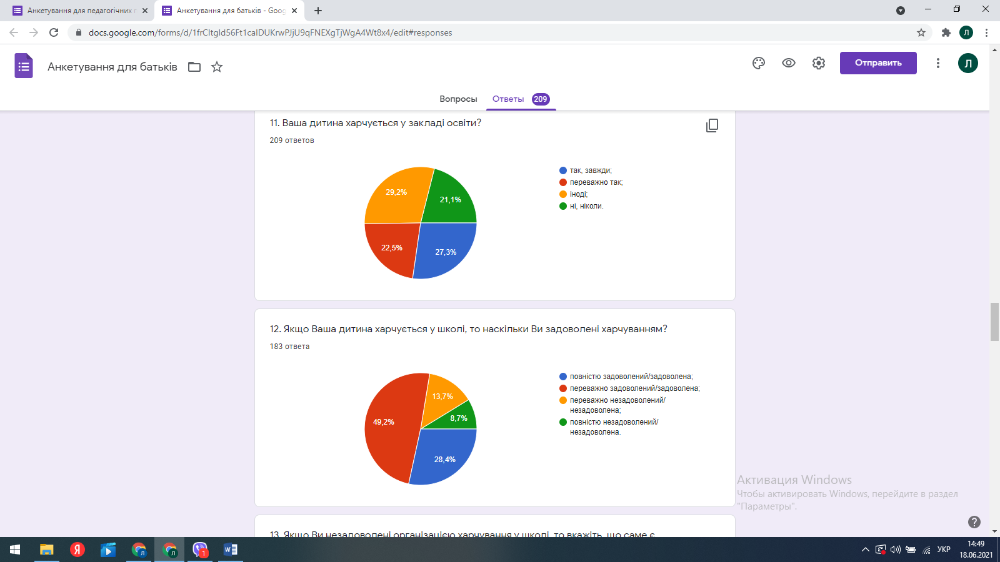 Анкетування для педагогічних
Анкетування для батьків - Goog
docs.google.com/forms/d/
/edit#responses
Л
Анкетування для батьків
Отправить
Л
Вопросы
Ответы 209
11. Ваша дитина харчується у закладі освіти?
209 ответов
29,2%
21,1%
22,5%
27,3%
так, завжди;
переважно так;
іноді;
ні, ніколи.
12. Якщо Ваша дитина харчується у школі, то наскільки Ви задоволені харчуванням?
183 ответа
13,7%
49,2%
8,7%
28,4%
повністю задоволений/задоволена;
переважно задоволений/задоволена;
переважно незадоволений/
незадоволена;
повністю незадоволений/
незадоволена.
Активация Windows
Чтобы активировать Windows, перейдите в раздел
"Параметры".
13. Якщо Ви незадоволені організацією харчування у школі, то вкажіть, що саме є
Я
Л
Л
1
УКР
14:49
18.06.2021